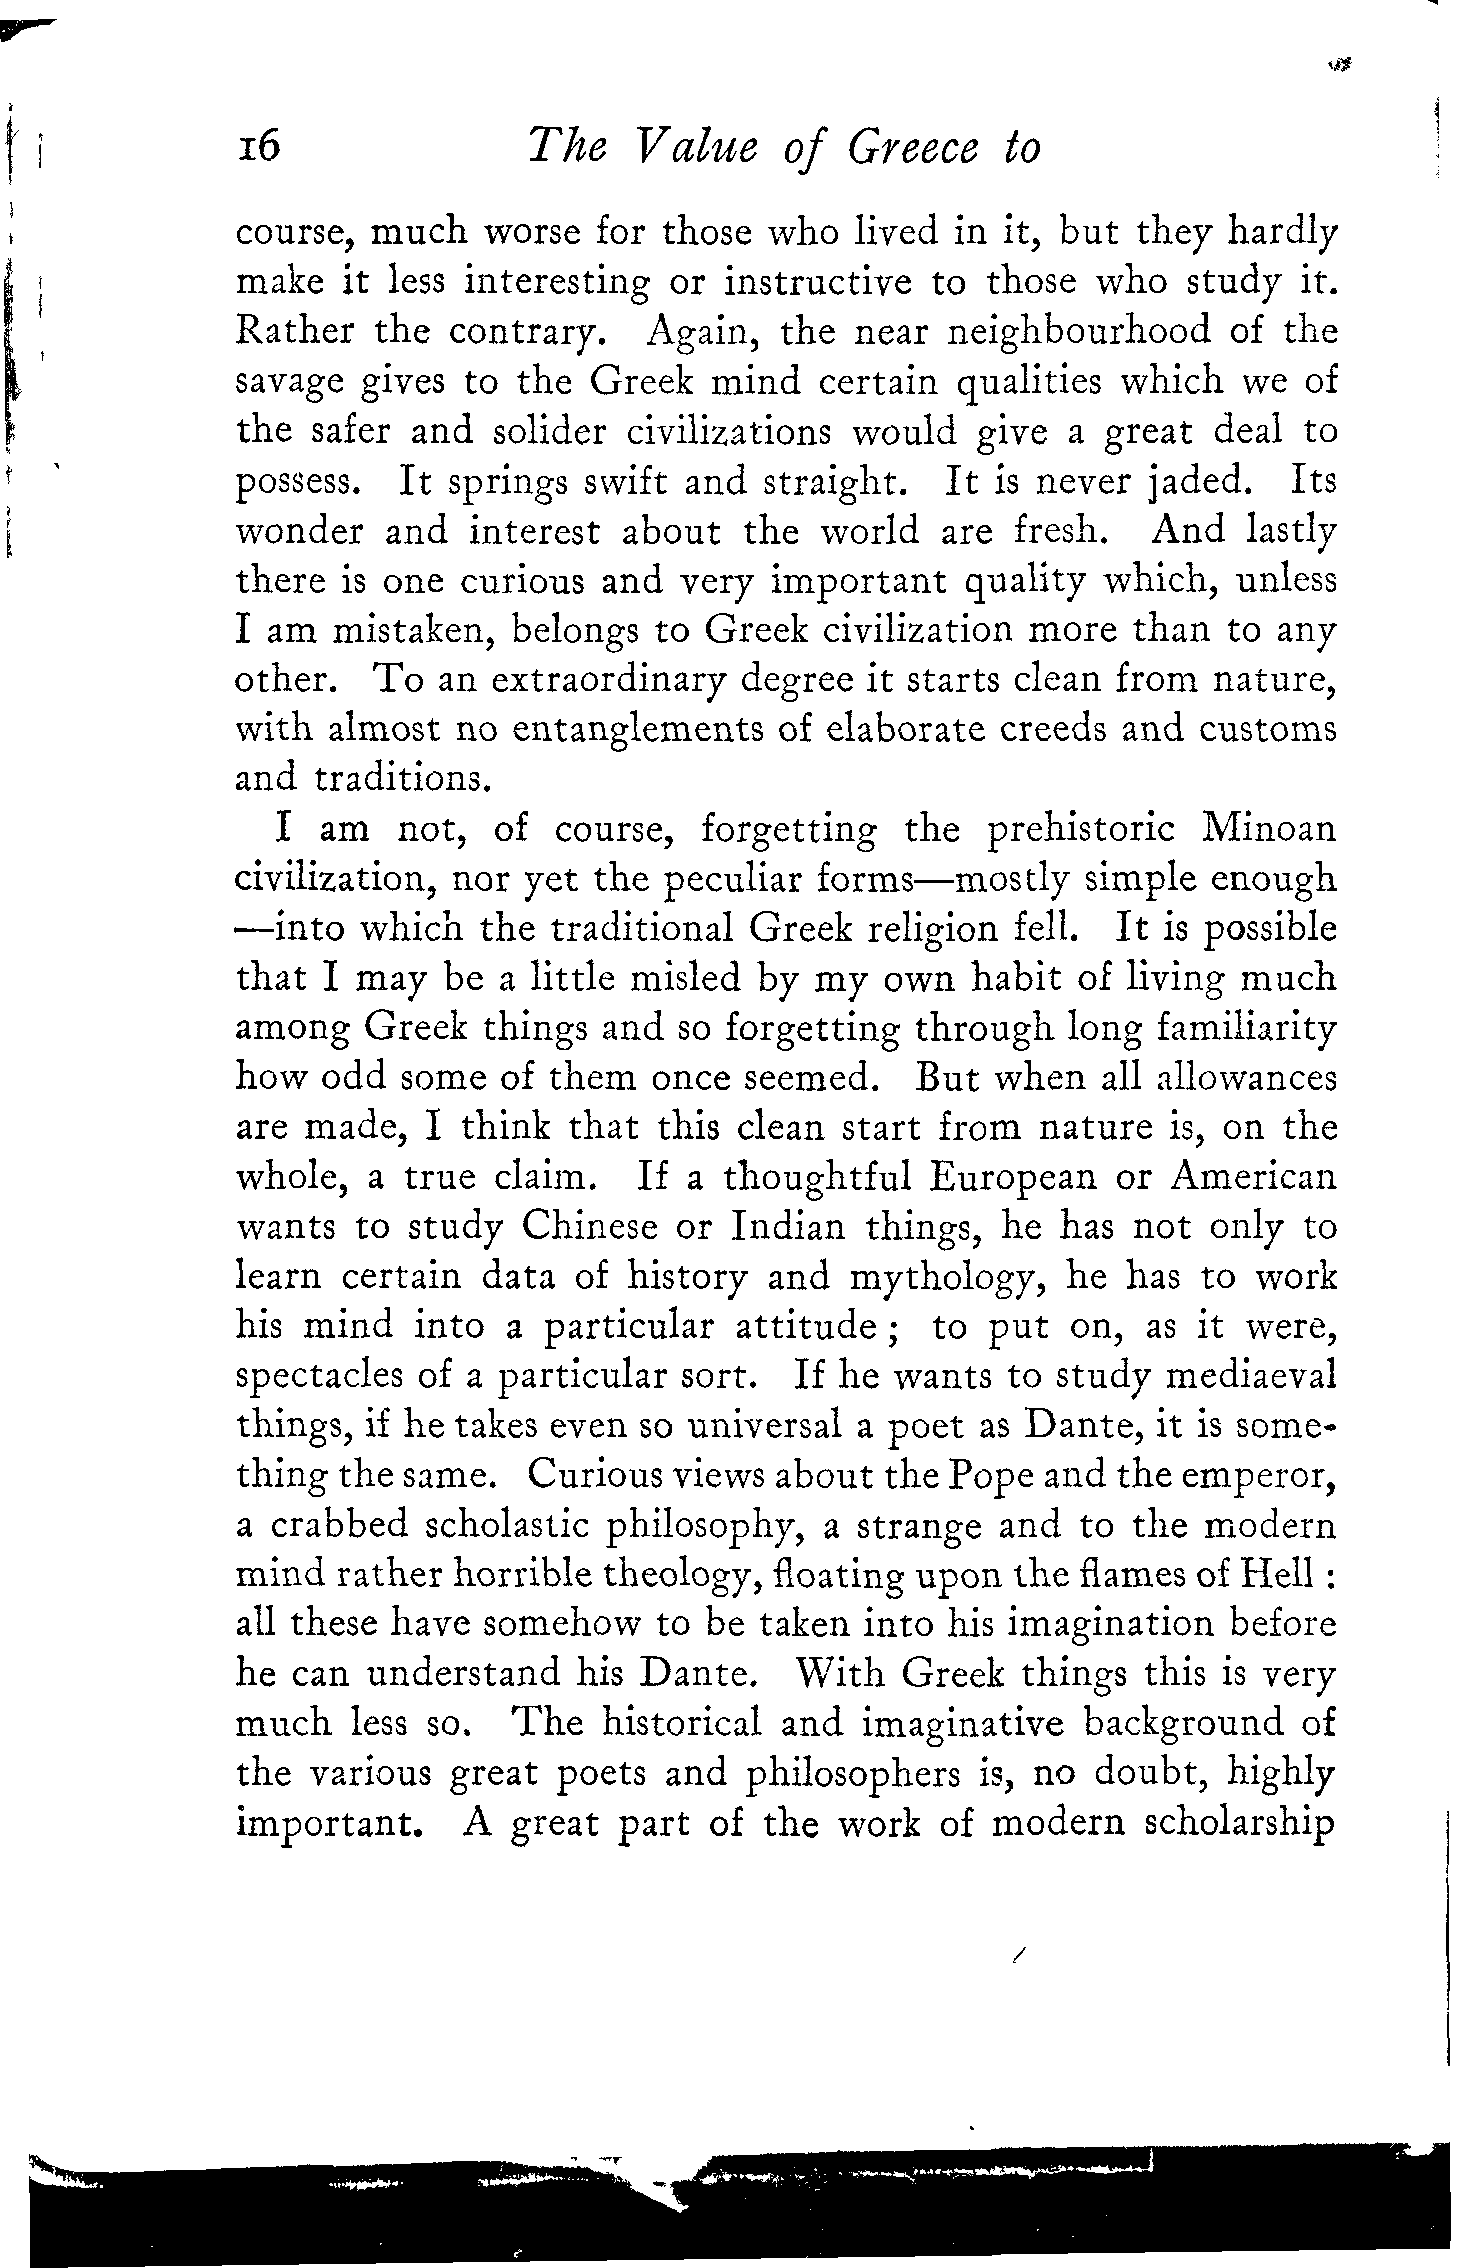 16 The Value of Greece to
course, much worse for those who lived in it, but they hardly
make it less interesting or instructive to those who study it.
Rather the contrary. Again, the near neighbourhood of the
savage gives to the Greek mind certain qualities which we of
the safer and solider civilizations would give a great deal to
possess. It springs swift and straight. It is never jaded. Its
wonder and interest about the world are fresh. And lastly
there is one curious and very important quality which, unless
I am mistaken, belongs to Greek civilization more than to any
other. To an extraordinary degree it starts clean from nature,
with almost no entanglements of elaborate creeds and customs
and traditions.
I am not, of course, forgetting the prehistoric Minoan
civilization, nor yet the peculiar forms—mostly simple enough
—into which the traditional Greek religion fell. It is possible
that I may be a little misled by my own habit of living much
among Greek things and so forgetting through long familiarity
how odd some of them once seemed. But when all allowances
are made, I think that this clean start from nature is, on the
whole, a true claim. If a thoughtful European or American
wants to study Chinese or Indian things, he has not only to
learn certain data of history and mythology, he has to work
his mind into a particular attitude ; to put on, as it were,
spectacles of a particular sort. If he wants to study mediaeval
things, if he takes even so universal a poet as Dante, it is some-
thing the same. Curious views about the Pope and the emperor,
a crabbed scholastic philosophy, a strange and to the modern
mind rather horrible theology, floating upon the flames of Hell :
all these have somehow to be taken into his imagination before
he can understand his Dante. With Greek things this is very
much less so. The historical and imaginative background of
the various great poets and philosophers is, no doubt, highly
important. A great part of the work of modern scholarship